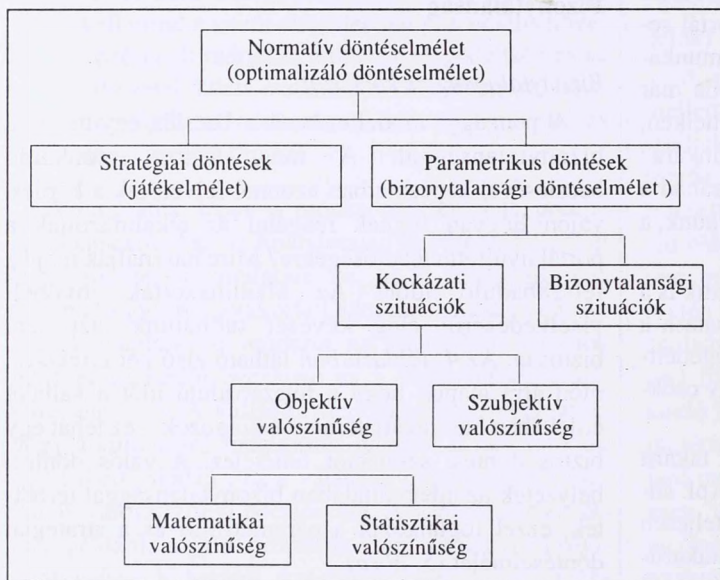 Normatív döntéselmélet
(optimalizáló döntéselmélet)
Stratégiai döntések
(játékelmélet)
Parametrikus döntések
(bizonytalansági döntéselmélet)
Kockázati
szituációk
Bizonytalansági
szituációk
Objektív
valószínűség
Szubjektív
valószínűség
Matematikai
valószínűség
Statisztikai
valószínűség